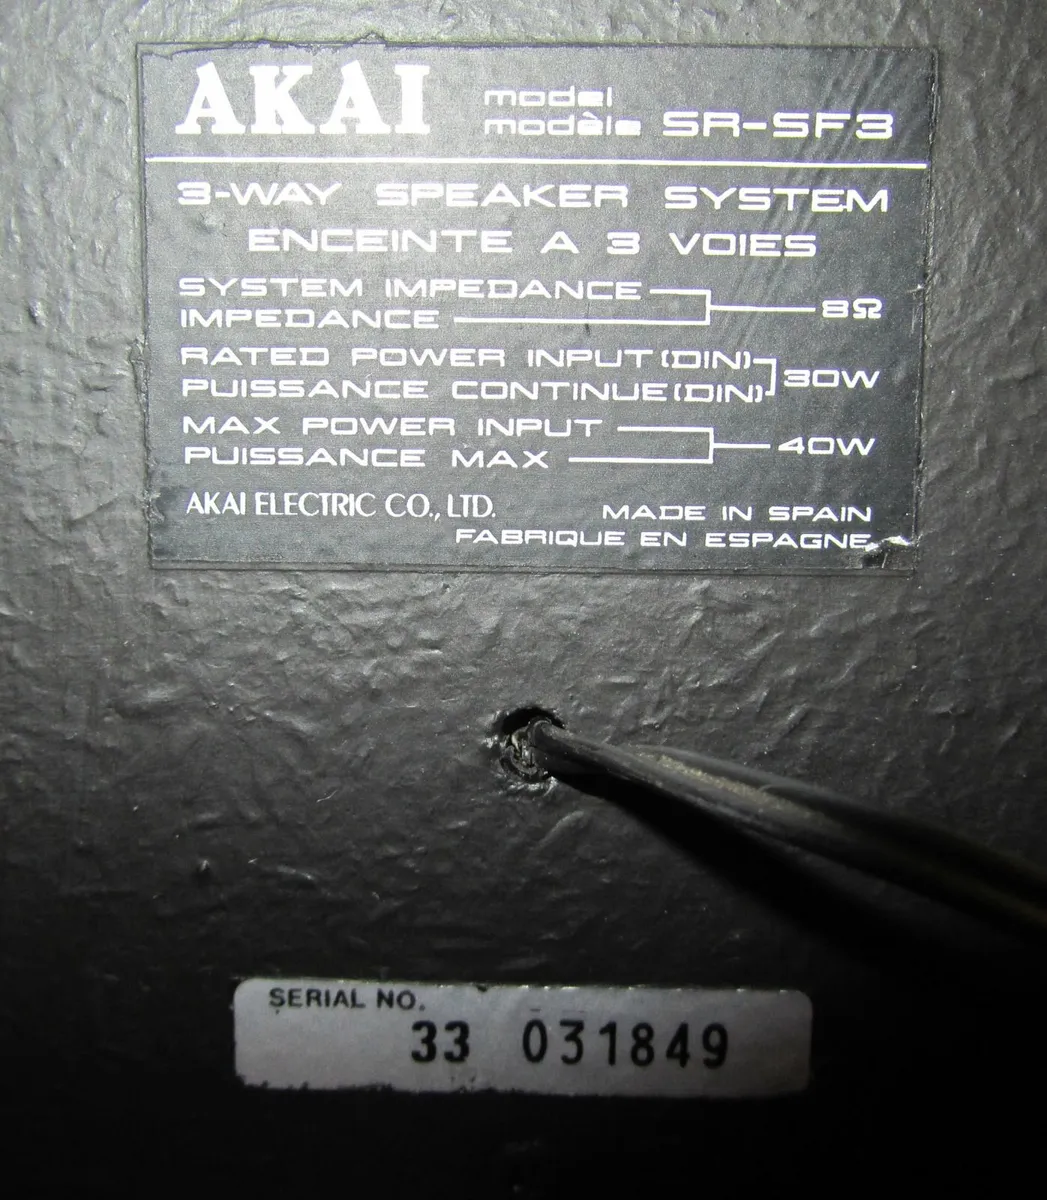 AKAI model
modèle SR-SF3
3-WAY SPEAKER SYSTEM
ENCEINTE A 3 VOIES
SYSTEM IMPEDANCE
IMPEDANCE 8Ω
RATED POWER INPUT (DIN)
PUISSANCE CONTINUE (DIN) 30W
MAX POWER INPUT
PUISSANCE MAX 40W
AKAI ELECTRIC CO., LTD. MADE IN SPAIN
FABRIQUE EN ESPAGNE
SERIAL NO.
33 031849